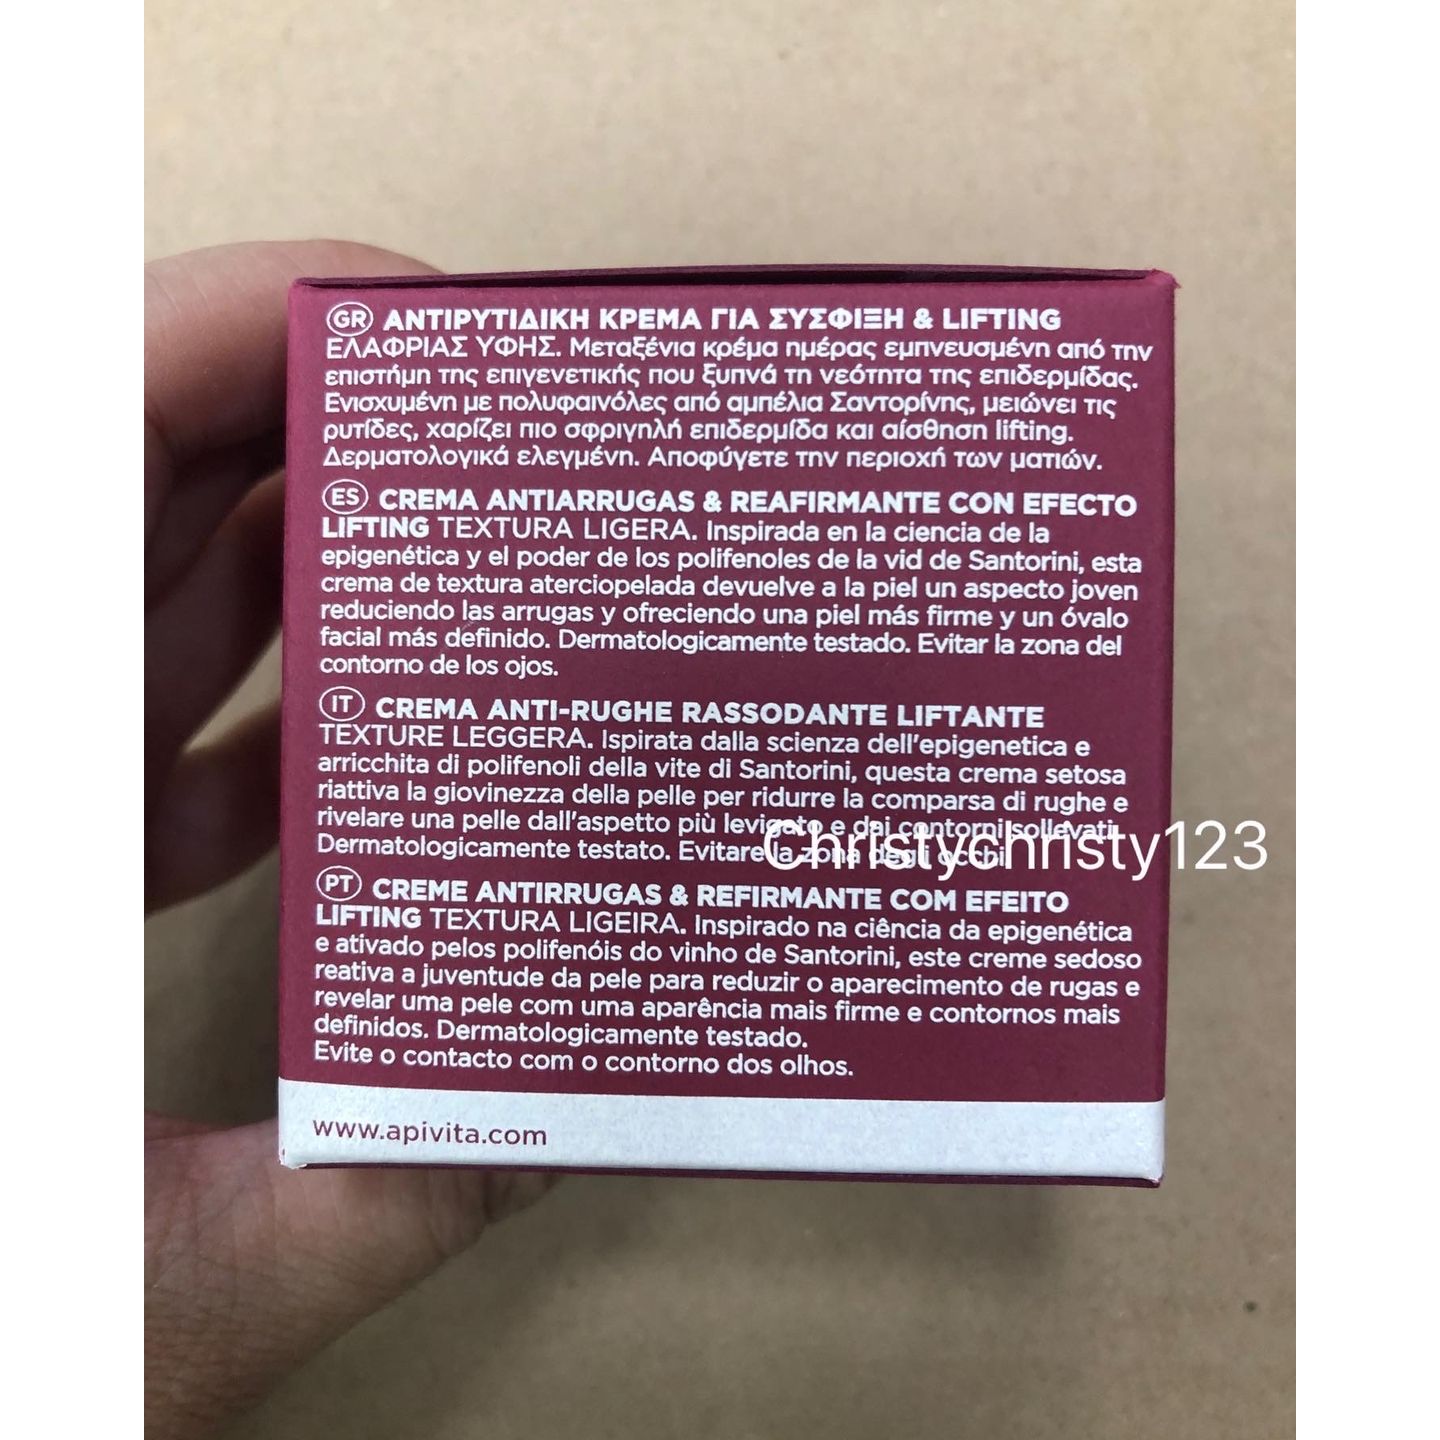 GR ΑΝΤΙΡΥΤΙΔΙΚΗ ΚΡΕΜΑ ΓΙΑ ΣΥΣΦΙΞΗ & LIFTING
ΕΛΑΦΡΙΑΣ ΥΦΗΣ. Μεταξένια κρέμα ημέρας εμπνευσμένη από την
επιστήμη της επιγενετικής που ξυπνά τη νεότητα της επιδερμίδας.
Ενισχυμένη με πολυφαινόλες από αμπέλια Σαντορίνης, μειώνει τις
ρυτίδες, χαρίζει πιο σφριγηλή επιδερμίδα και αίσθηση lifting.
Δερματολογικά ελεγμένη. Αποφύγετε την περιοχή των ματιών.
ES CREMA ANTIARRUGAS & REAFIRMANTE CON EFECTO
LIFTING TEXTURA LIGERA. Inspirada en la ciencia de la
epigenética y el poder de los polifenoles de la vid de Santorini, esta
crema de textura aterciopelada devuelve a la piel un aspecto joven
reduciendo las arrugas y ofreciendo una piel más firme y un óvalo
facial más definido. Dermatologicamente testado. Evitar la zona del
contorno de los ojos.
IT CREMA ANTI-RUGHE RASSODANTE LIFTANTE
TEXTURE LEGGERA. Ispirata dalla scienza dell'epigenetica e
arricchita di polifenoli della vite di Santorini, questa crema setosa
riattiva la giovinezza della pelle per ridurre la comparsa di rughe e
rivelare una pelle dall'aspetto più levigato e dai contorni sollevati.
Dermatologicamente testato. Evitare la zona degli occhi.
Christychristy123
PT CREME ANTIRRUGAS & REFIRMANTE COM EFEITO
LIFTING TEXTURA LIGEIRA. Inspirado na ciência da epigenética
e ativado pelos polifenóis do vinho de Santorini, este creme sedoso
reativa a juventude da pele para reduzir o aparecimento de rugas e
revelar uma pele com uma aparência mais firme e contornos mais
definidos. Dermatologicamente testado.
Evite o contacto com o contorno dos olhos.
www.apivita.com